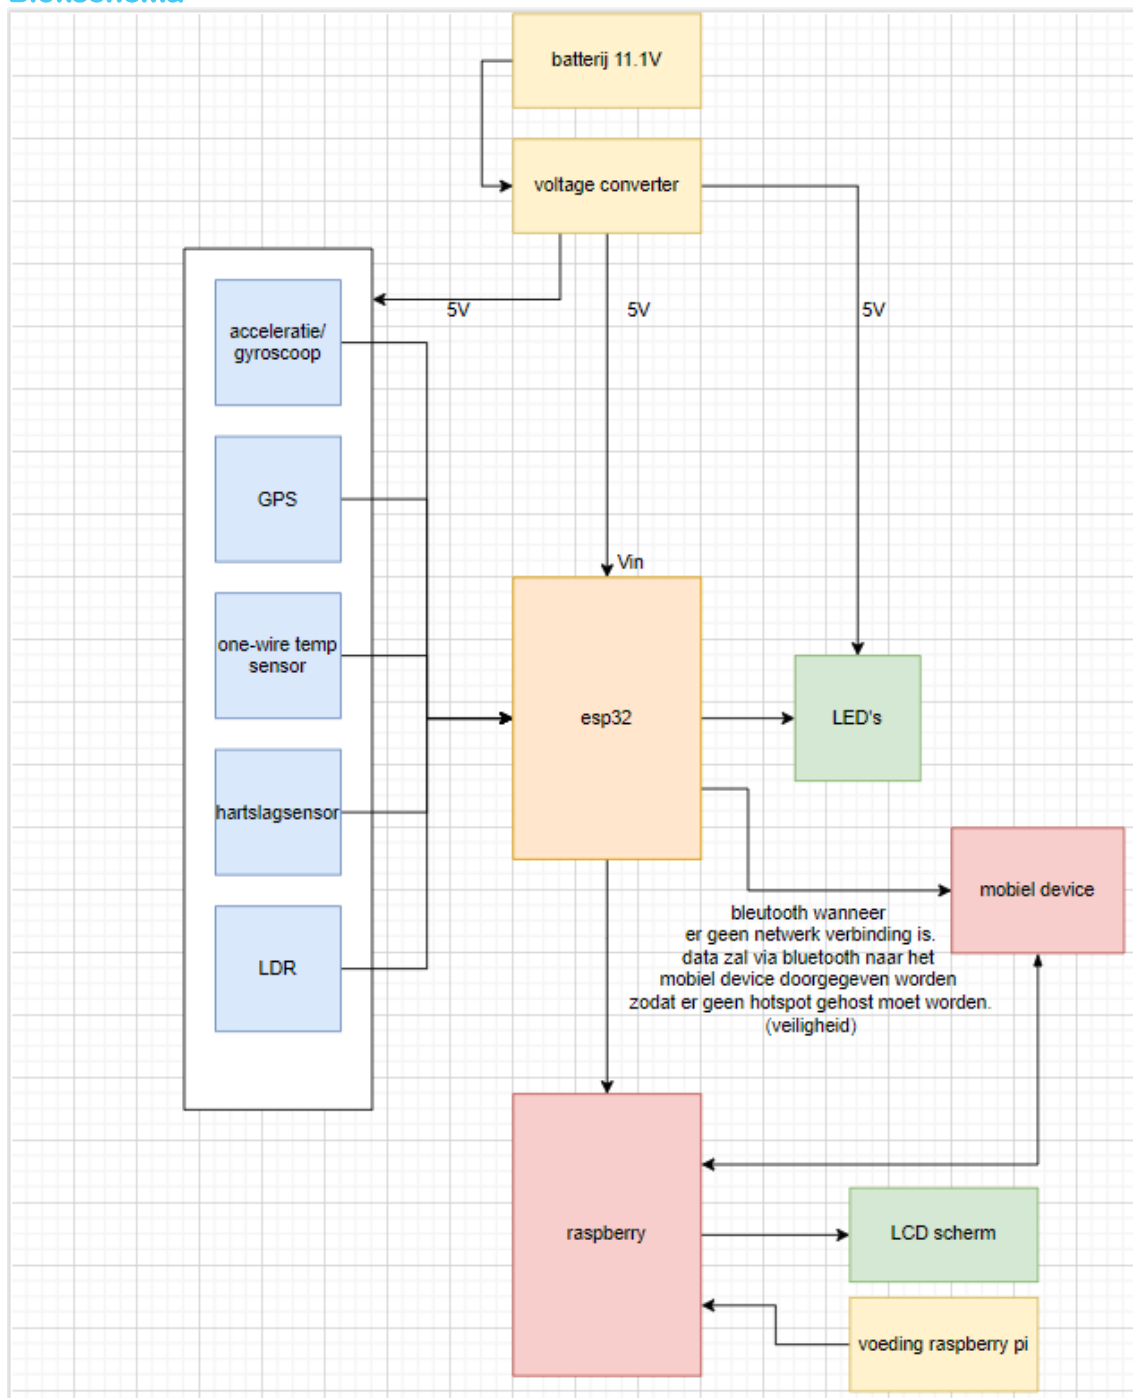 Blokschema
batterij 11.1V
voltage converter
5V
5V
5V
acceleratie/
gyroscoop
GPS
Vin
one-wire temp
sensor
esp32
LED's
hartslagsensor
mobiel device
bleutooth wanneer
er geen netwerk verbinding is.
data zal via bluetooth naar het
mobiel device doorgegeven worden
zodat er geen hotspot gehost moet worden.
(veiligheid)
LDR
raspberry
LCD scherm
voeding raspberry pi